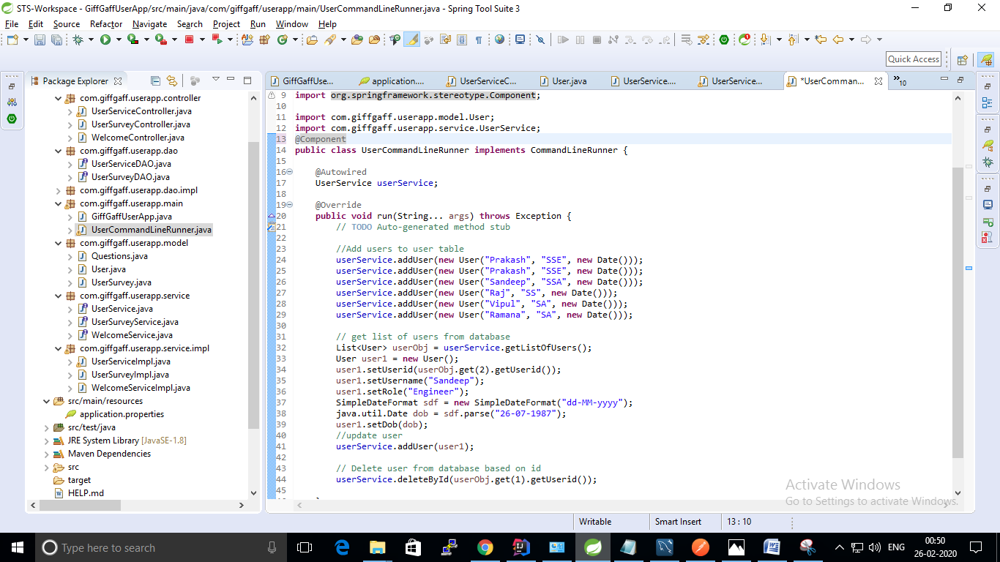 STS-Workspace - GiffGaffUserApp/src/main/java/com/giffgaff/userapp/main/UserCommandLineRunner.java - Spring Tool Suite 3
File Edit Source Refactor Navigate Search Project Run Window Help
Quick Access
Package Explorer
GiffGaffUse... application.... UserServiceC... User.java UserService.... UserService... *UserComman... »10
com.giffgaff.userapp.controller
UserServiceController.java
UserSurveyController.java
WelcomeController.java
com.giffgaff.userapp.dao
UserServiceDAO.java
UserSurveyDAO.java
com.giffgaff.userapp.dao.impl
com.giffgaff.userapp.main
GiffGaffUserApp.java
UserCommandLineRunner.java
com.giffgaff.userapp.model
Questions.java
User.java
UserSurvey.java
com.giffgaff.userapp.service
UserService.java
UserSurveyService.java
WelcomeService.java
com.giffgaff.userapp.service.impl
UserServiceImpl.java
UserSurveyImpl.java
WelcomeServiceImpl.java
src/main/resources
application.properties
src/test/java
JRE System Library [JavaSE-1.8]
Maven Dependencies
src
target
HELP.md
9 import org.springframework.stereotype.Component;
10
11 import com.giffgaff.userapp.model.User;
12 import com.giffgaff.userapp.service.UserService;
13 @Component
14 public class UserCommandLineRunner implements CommandLineRunner {
15
16 @Autowired
17 UserService userService;
18
19 @Override
20 public void run(String... args) throws Exception {
21 // TODO Auto-generated method stub
22
23 //Add users to user table
24 userService.addUser(new User("Prakash", "SSE", new Date()));
25 userService.addUser(new User("Prakash", "SSE", new Date()));
26 userService.addUser(new User("Sandeep", "SSA", new Date()));
27 userService.addUser(new User("Raj", "SS", new Date()));
28 userService.addUser(new User("Vipul", "SA", new Date()));
29 userService.addUser(new User("Ramana", "SA", new Date()));
30
31 // get list of users from database
32 List<User> userObj = userService.getListOfUsers();
33 User user1 = new User();
34 user1.setUserid(userObj.get(2).getUserid());
35 user1.setUsername("Sandeep");
36 user1.setRole("Engineer");
37 SimpleDateFormat sdf = new SimpleDateFormat("dd-MM-yyyy");
38 java.util.Date dob = sdf.parse("26-07-1987");
39 user1.setDob(dob);
40 //update user
41 userService.addUser(user1);
42
43 // Delete user from database based on id
44 userService.deleteById(userObj.get(1).getUserid());
45
Activate Windows
Go to Settings to activate Windows.
Writable Smart Insert 13 : 10
Type here to search
ENG
00:50
26-02-2020